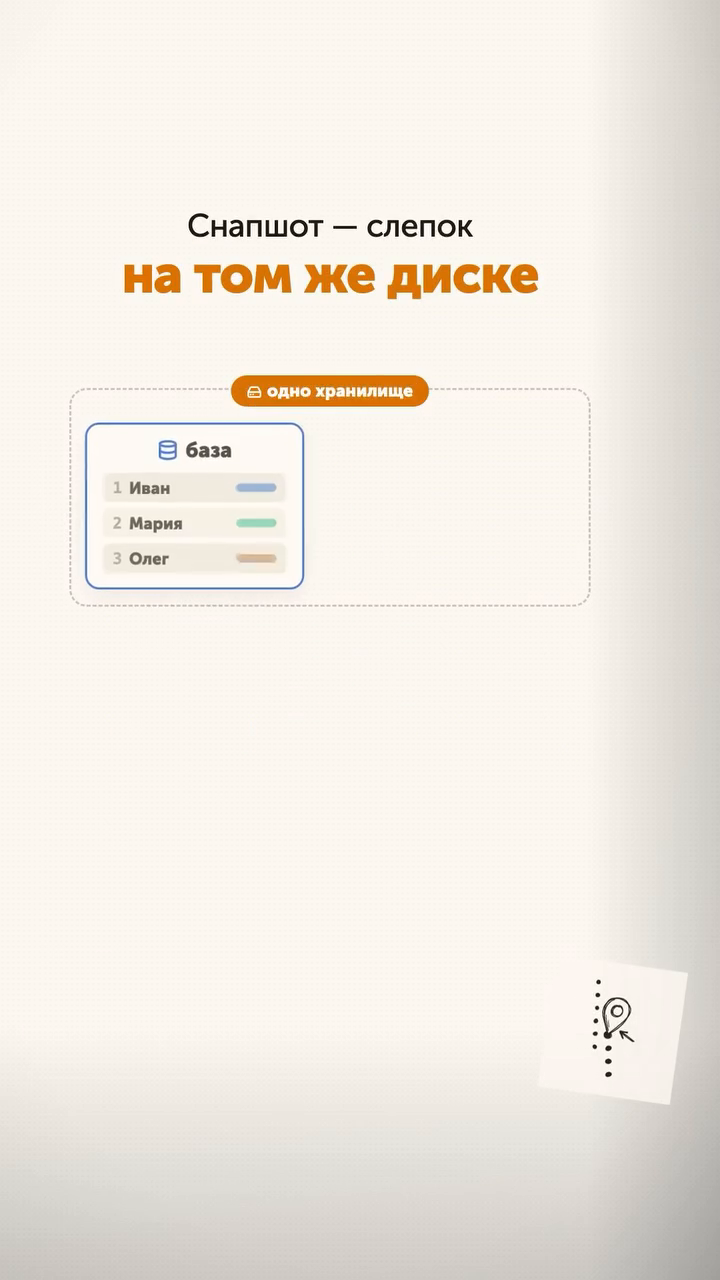 Снапшот — слепок
на том же диске
одно хранилище
база
1 Иван
2 Мария
3 Олег